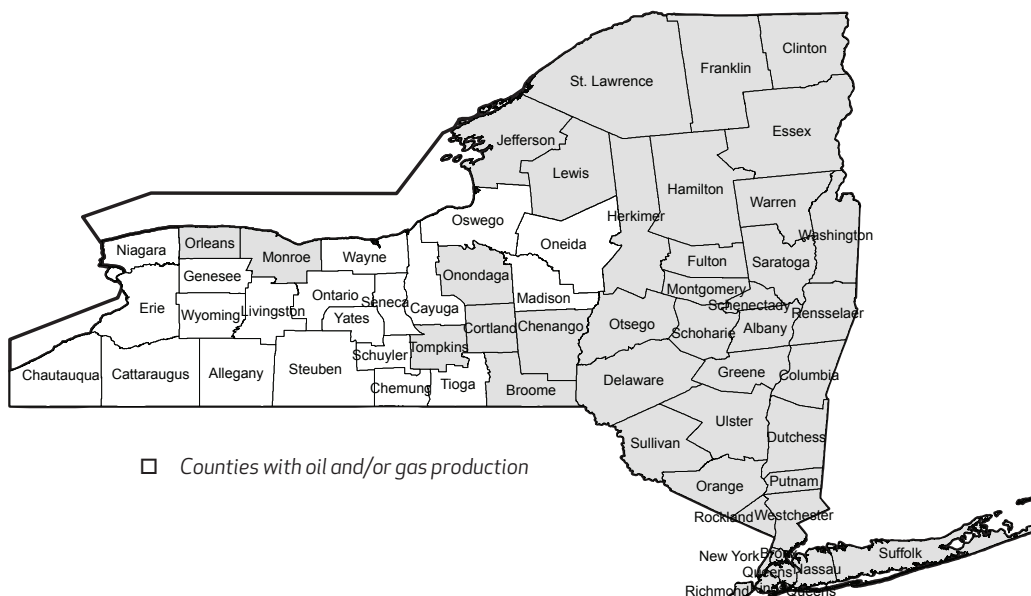 Clinton
Franklin
St. Lawrence
Essex
Jefferson
Lewis
Hamilton
Warren
Oswego
Herkimer
Washington
Oneida
Niagara
Orleans
Monroe
Wayne
Fulton
Saratoga
Genesee
Onondaga
Montgomery
Ontario
Seneca
Madison
Schenectady
Erie
Wyoming
Livingston
Cayuga
Rensselaer
Yates
Chenango
Otsego
Albany
Cortland
Schoharie
Tompkins
Schuyler
Chautauqua
Cattaraugus
Allegany
Steuben
Greene
Columbia
Delaware
Chemung
Tioga
Broome
Ulster
Dutchess
Sullivan
Counties with oil and/or gas production
Putnam
Orange
Rockland
Westchester
New York
Suffolk
Queens
Nassau
Richmond
Queens